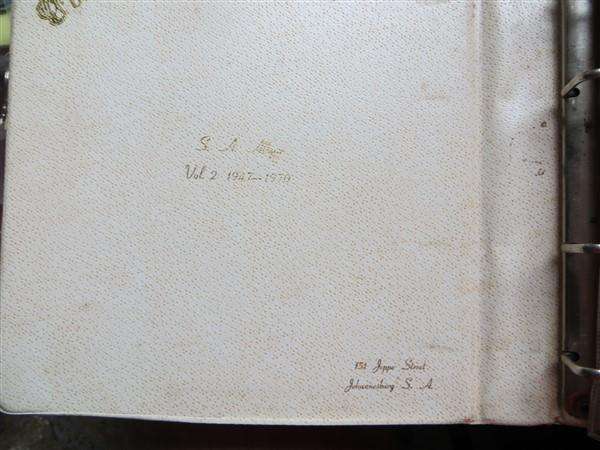 S. A.
Vol 2 1947—1970
151 Jeppe Street
Johannesburg S. A.